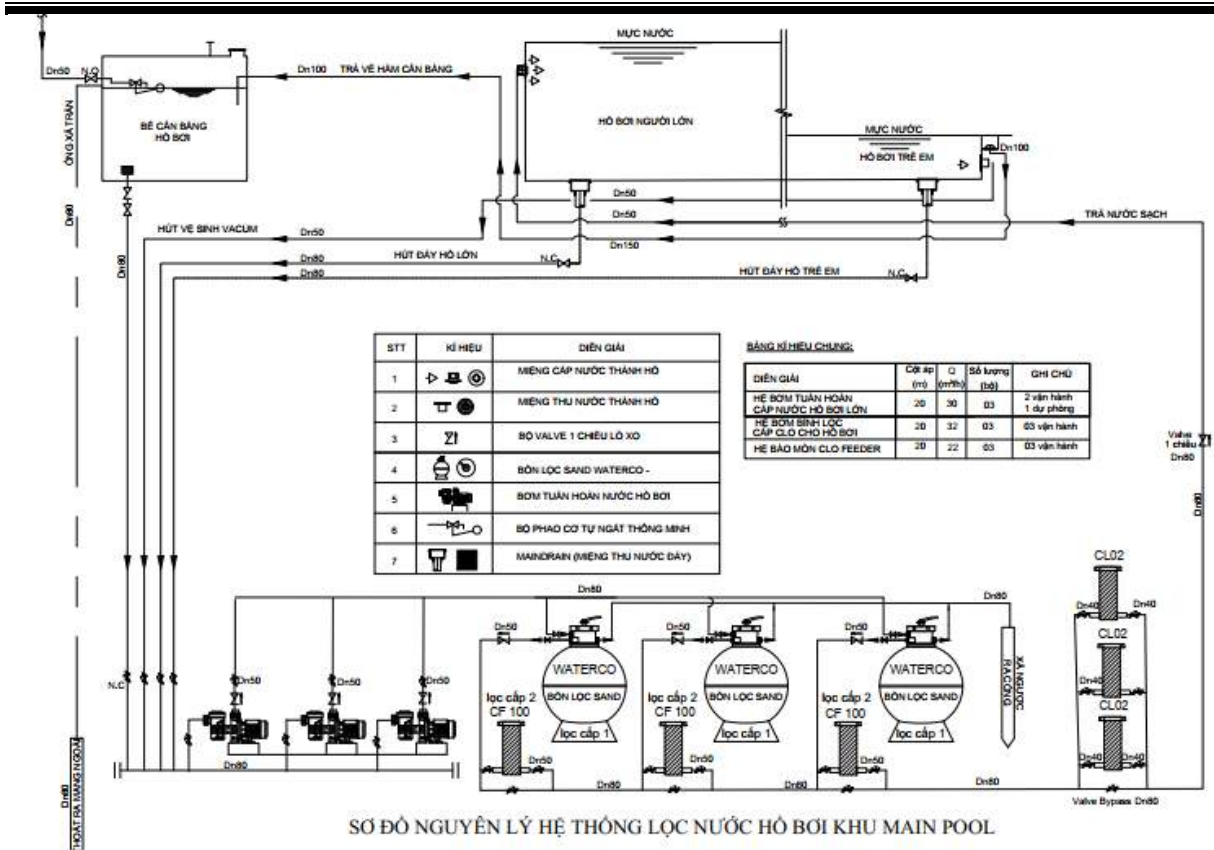 MỰC NƯỚC
Dn50
N.O
Dn100 TRẢ VỀ HẦM CÂN BẰNG
BỂ CÂN BẰNG
HỒ BƠI
ỐNG XẢ TRÀN
HỒ BƠI NGƯỜI LỚN
MỰC NƯỚC
HỒ BƠI TRẺ EM
Dn100
Dn50
Dn50
TRẢ NƯỚC SẠCH
Dn80
HÚT VỆ SINH VACUM
Dn50
Dn150
Dn80
HÚT ĐÁY HỒ LỚN
N.C
Dn80
Dn80
HÚT ĐÁY HỒ TRẺ EM
N.C
STT
KÍ HIỆU
DIỄN GIẢI
1
MIỆNG CẤP NƯỚC THÀNH HỒ
2
MIỆNG THU NƯỚC THÀNH HỒ
3
BỘ VALVE 1 CHIỀU LÒ XO
4
BỒN LỌC SAND WATERCO -
5
BƠM TUẦN HOÀN NƯỚC HỒ BƠI
6
BỘ PHAO CƠ TỰ NGẮT THÔNG MINH
7
MAINDRAIN (MIỆNG THU NƯỚC ĐÁY)
BẢNG KÍ HIỆU CHUNG:
DIỄN GIẢI
Cột áp
(m)
Q
(m³/h)
Số lượng
(bộ)
GHI CHÚ
HỆ BƠM TUẦN HOÀN
CẤP NƯỚC HỒ BƠI LỚN
20
30
03
2 vận hành
1 dự phòng
HỆ BƠM BÌNH LỌC
CẤP CLO CHO HỒ BƠI
20
32
03
03 vận hành
HỆ BÀO MÒN CLO FEEDER
20
22
03
03 vận hành
Valve
1 chiều
Dn80
Dn80
Dn80
Dn80
CL02
Dn40
Dn40
CL02
Dn40
CL02
Dn40
Dn40
Dn50
Dn50
Dn50
WATERCO
WATERCO
WATERCO
BỒN LỌC SAND
BỒN LỌC SAND
BỒN LỌC SAND
XẢ NGƯỢC
RA CỐNG
N.C
Dn50
Dn50
Dn50
lọc cấp 2
CF 100
lọc cấp 2
CF 100
lọc cấp 2
CF 100
lọc cấp 1
lọc cấp 1
lọc cấp 1
Dn80
Dn50
Dn50
Dn50
Dn80
Dn80
Dn80
Valve Bypass Dn80
Dn80
THOÁT RA MẠNG NGOÀI
SƠ ĐỒ NGUYÊN LÝ HỆ THỐNG LỌC NƯỚC HỒ BƠI KHU MAIN POOL